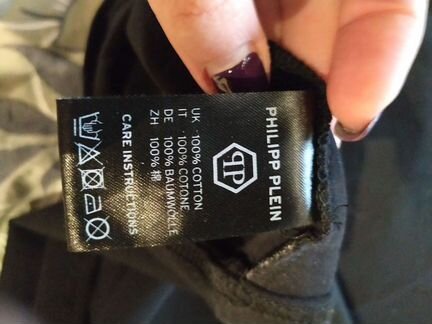 PHILIPP PLEIN
UK · 100% COTTON
IT · 100% COTONE
DE · 100% BAUMWOLLE
ZH · 100% 棉
CARE INSTRUCTIONS